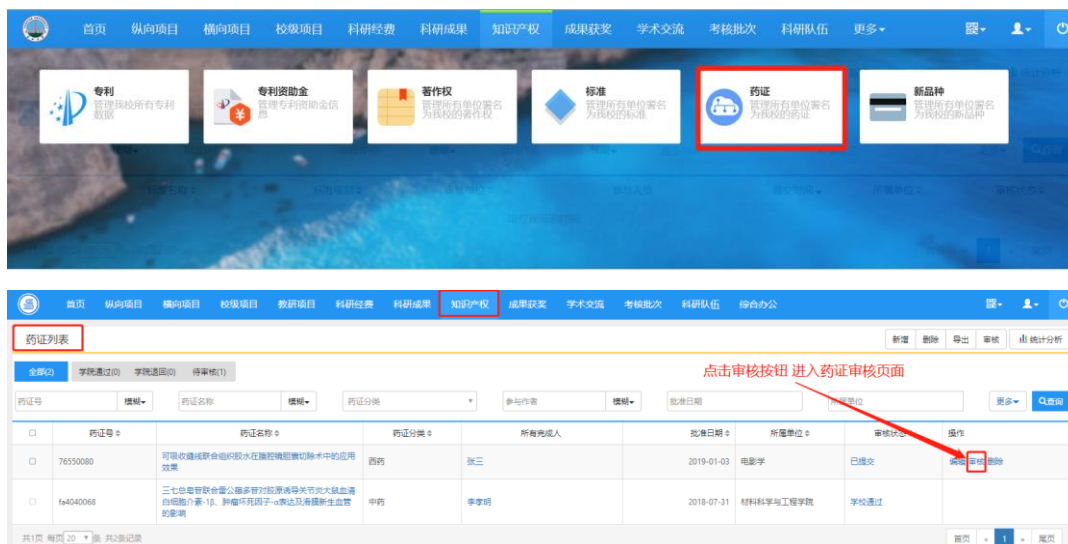 首页 纵向项目 横向项目 校级项目 科研经费 科研成果 知识产权 成果获奖 学术交流 考核批次 科研队伍 更多
专利
管理我校所有专利
数据
专利资助金
管理专利资助金信
息
著作权
管理所有单位署名
为我校的著作权
标准
管理所有单位署名
为我校的标准
药证
管理所有单位署名
为我校的药证
新品种
管理所有单位署名
为我校的新品种
首页 纵向项目 横向项目 校级项目 教研项目 科研经费 科研成果 知识产权 成果获奖 学术交流 考核批次 科研队伍 综合办公
药证列表 新增 删除 导出 审核 统计分析
全部(2) 学院通过(0) 学院退回(0) 待审核(1)
点击审核按钮 进入药证审核页面
药证号 模糊 药证名称 模糊 药证分类 参与作者 模糊 批准日期 所属单位 更多 查询
药证号 药证名称 药证分类 所有完成人 批准日期 所属单位 审核状态 操作
76550080 可吸收缝线联合组织胶水在腹腔镜胆囊切除术中的应用
效果 西药 张三 2019-01-03 电影学 已提交 编辑 审核 删除
fa4040068 三七总皂苷联合雷公藤多苷对胶原诱导关节炎大鼠血清
白细胞介素-1β、肿瘤坏死因子-α表达及滑膜新生血管
的影响 中药 李孝明 2018-07-31 材料科学与工程学院 学校通过
共1页 每页 20 条 共2条记录 首页 « 1 » 尾页